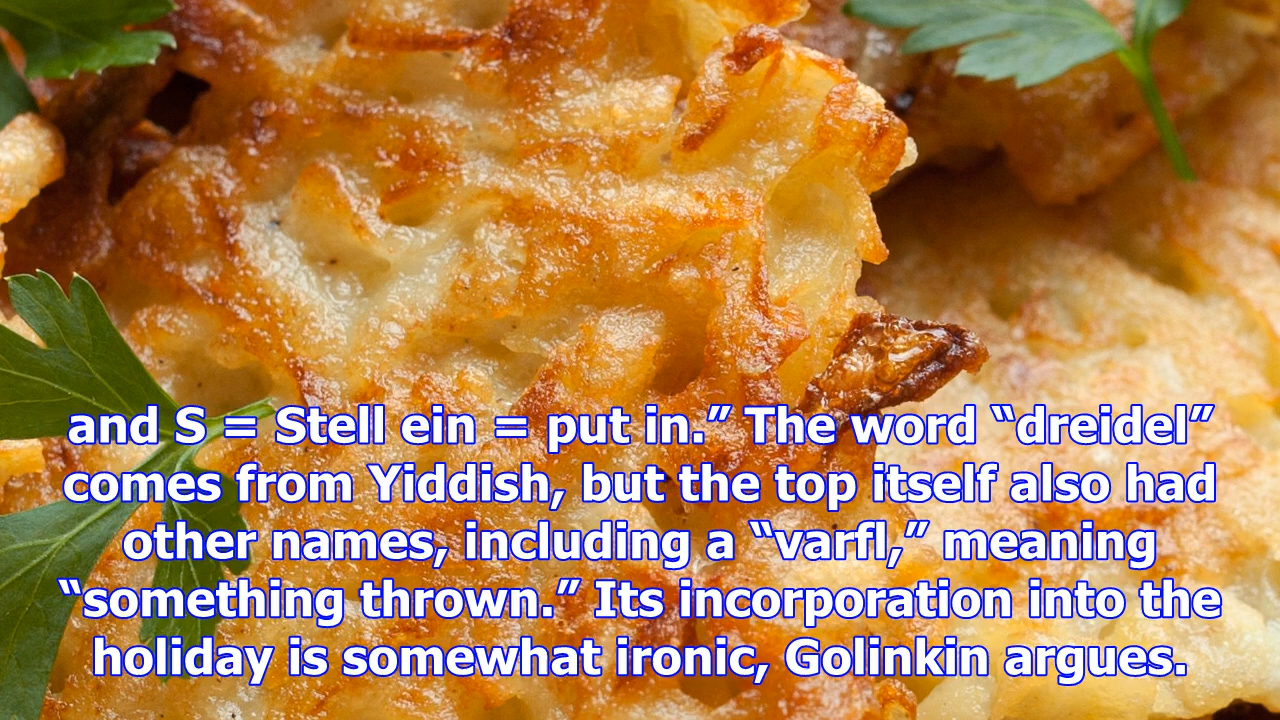 and S = Stell ein = put in.” The word “dreidel”
comes from Yiddish, but the top itself also had
other names, including a “varfl,” meaning
“something thrown.” Its incorporation into the
holiday is somewhat ironic, Golinkin argues.